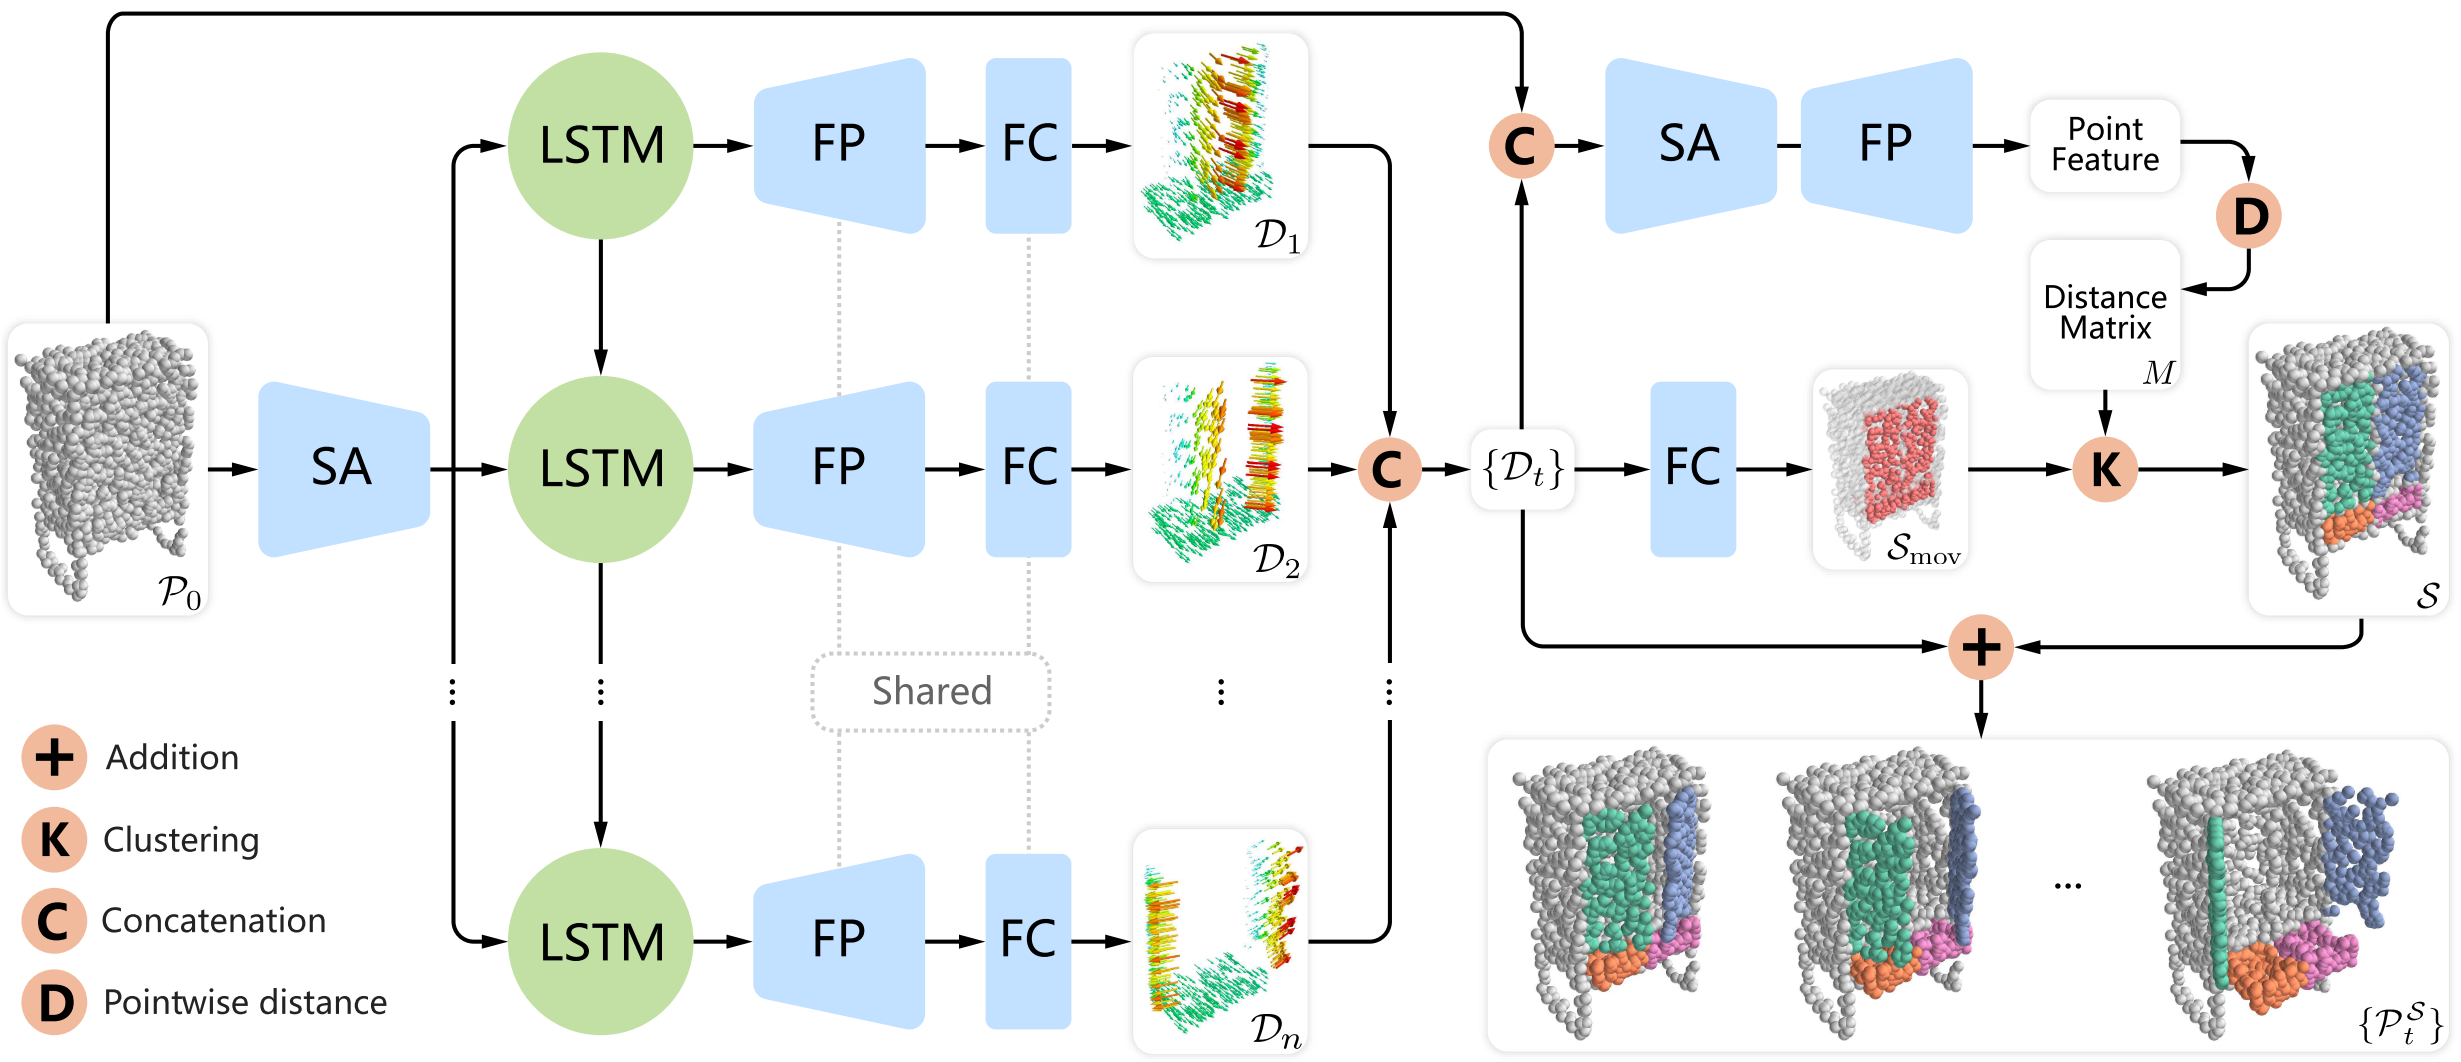 LSTM
FP
FC
$\mathcal{D}_1$
C
SA
FP
Point
Feature
D
Distance
Matrix
$M$
$\mathcal{P}_0$
SA
LSTM
FP
FC
$\mathcal{D}_2$
C
$\{\mathcal{D}_t\}$
FC
$\mathcal{S}_{\mathrm{mov}}$
K
$\mathcal{S}$
+
⋮
⋮
Shared
⋮
⋮
LSTM
FP
FC
$\mathcal{D}_n$
...
$\{\mathcal{P}_t^{\mathcal{S}}\}$
+ Addition
K Clustering
C Concatenation
D Pointwise distance